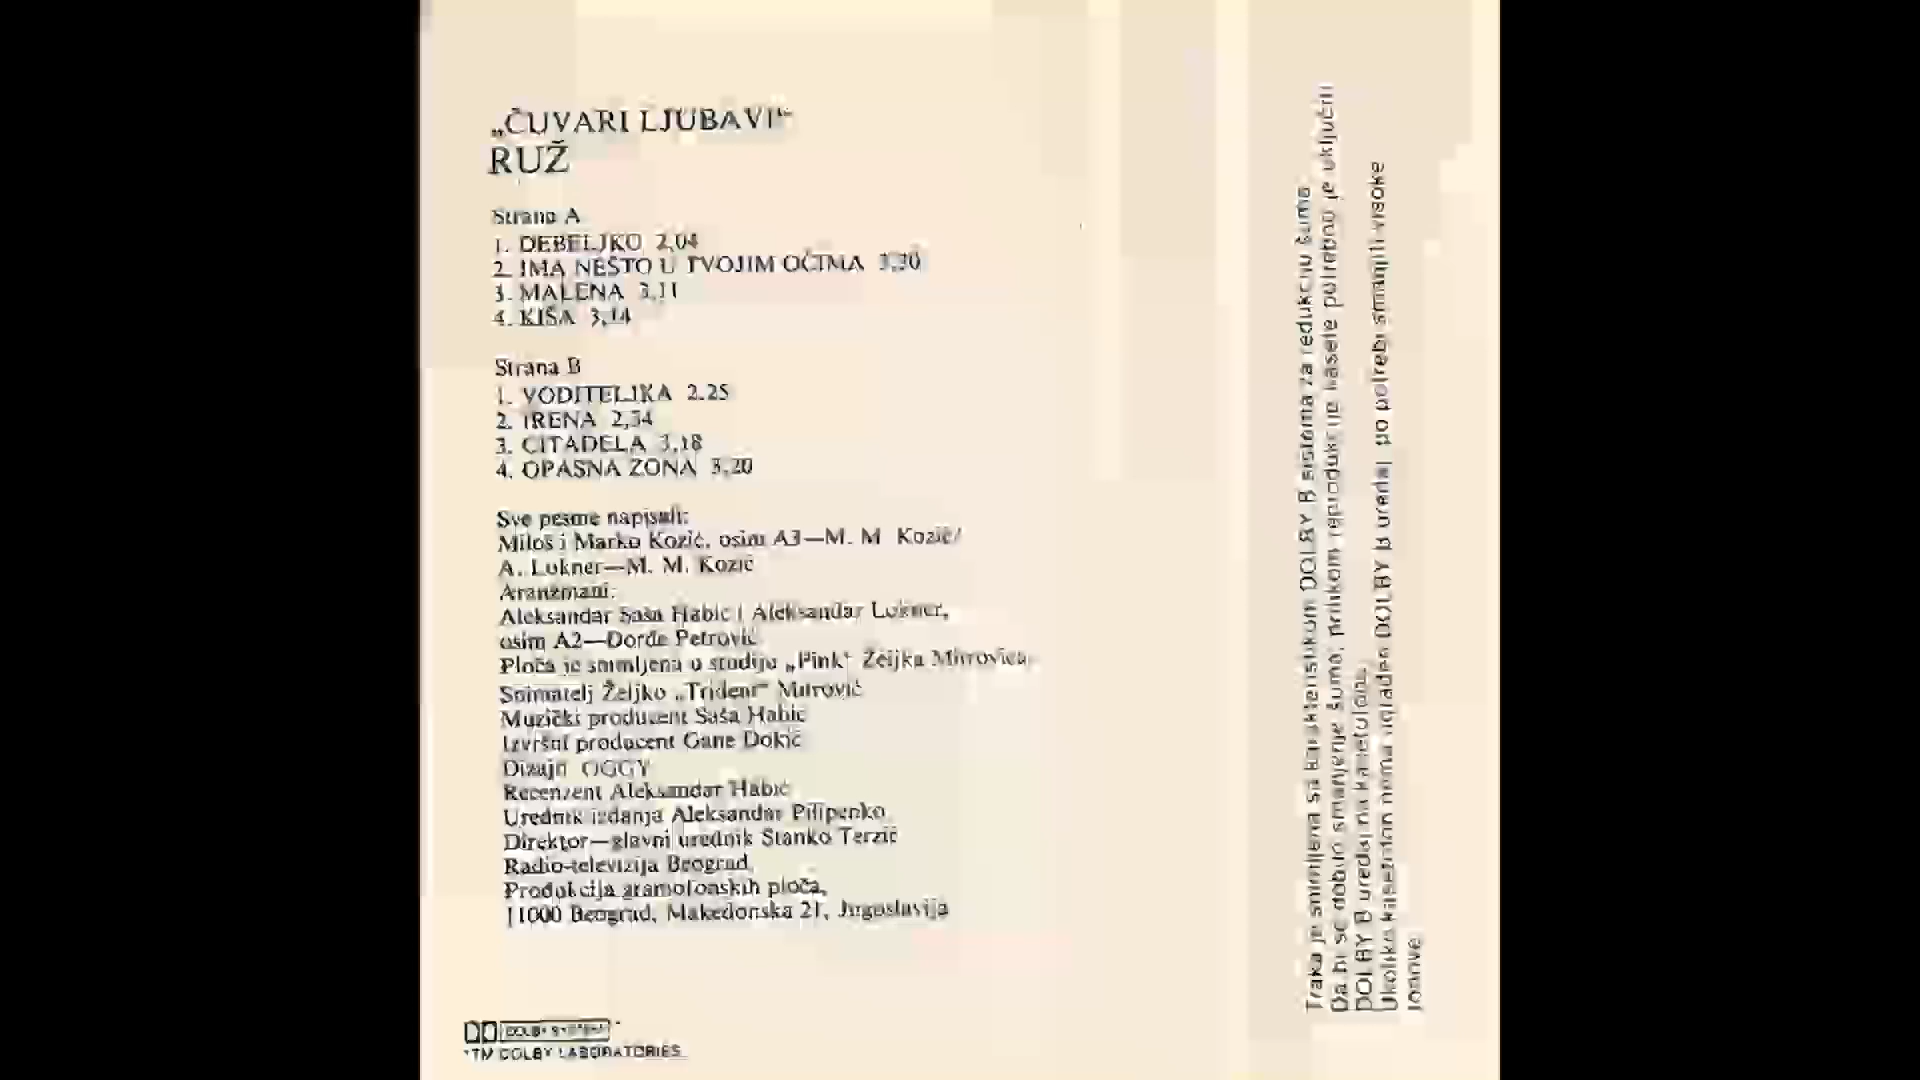 „ČUVARI LJUBAVI“
RUŽ
Strana A
1. DEBELJKO 2,04
2. IMA NEŠTO U TVOJIM OČIMA 3,30
3. MALENA 3,11
4. KIŠA 3,14
Strana B
1. VODITELJKA 2.25
2. IRENA 2,34
3. CITADELA 3,18
4. OPASNA ZONA 3,20
Sve pesme napisali:
Miloš i Marko Kozić, osim A3—M. M. Kozić/
A. Lokner—M. M. Kozić
Aranžmani:
Aleksandar Saša Habić i Aleksandar Lokner,
osim A2—Đorđe Petrović
Ploča je snimljena u studiju „Pink“ Željka Mitrovića
Snimatelj Željko „Trident“ Mitrović
Muzički producent Saša Habić
Izvršni producent Gane Đokić
Dizajn OGGY
Recenzent Aleksandar Habić
Urednik izdanja Aleksandar Pilipenko
Direktor—glavni urednik Stanko Terzić
Radio-televizija Beograd,
Produkcija gramofonskih ploča,
11000 Beograd, Makedonska 21, Jugoslavija
DOLBY SYSTEM
*TM DOLBY LABORATORIES
Traka je snimljena sa karakteristikom DOLBY B sistema za redukciju šuma
Da bi se dobilo smanjenje šuma, prilikom reprodukcije kasete potrebno je uključiti
DOLBY B uređaj na kasetofonu.
Ukoliko kasetofon nema ugrađen DOLBY B uređaj po potrebi smanjiti visoke
tonove